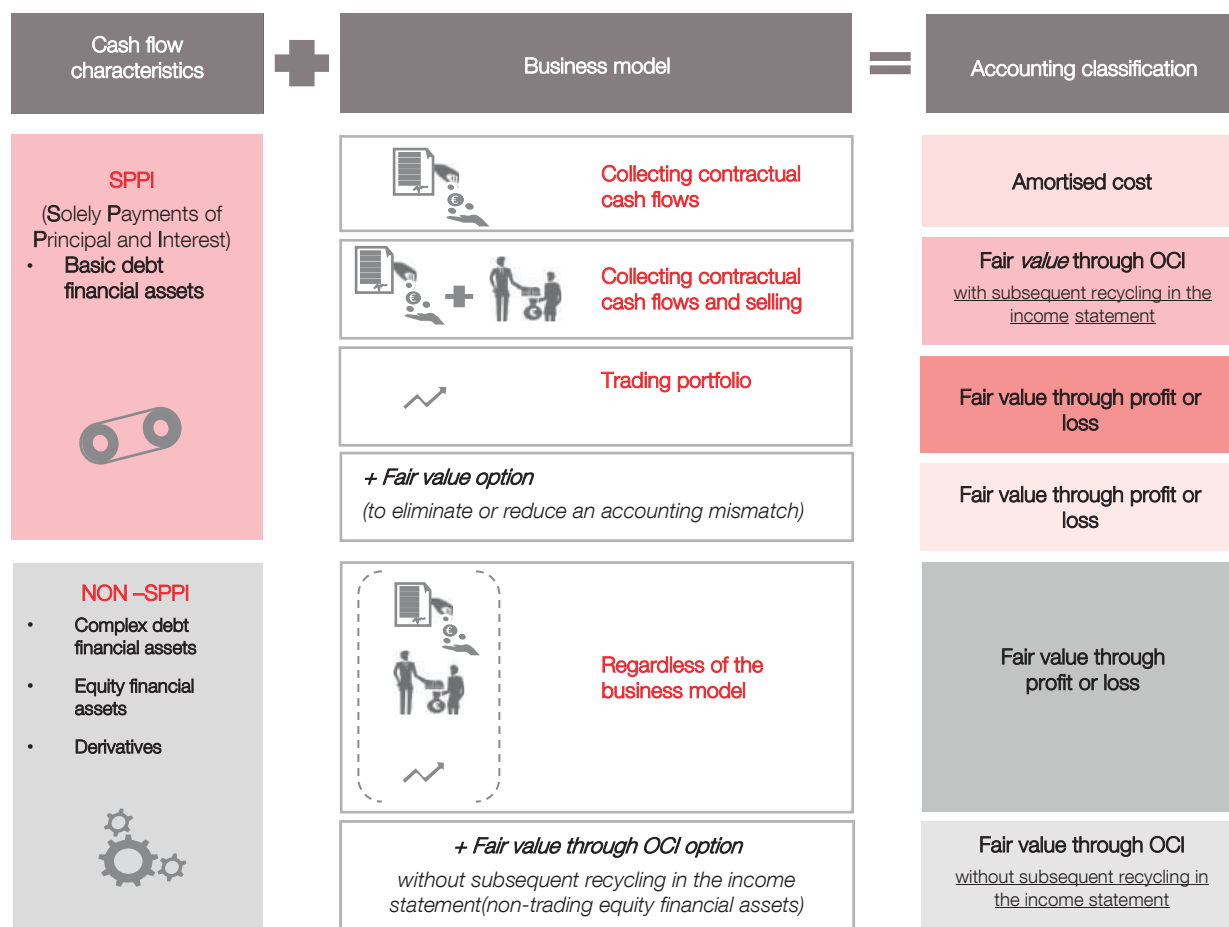 Cash flow
characteristics
Business model
Accounting classification
SPPI
(Solely Payments of
Principal and Interest)
• Basic debt
financial assets
Collecting contractual
cash flows
Amortised cost
Collecting contractual
cash flows and selling
Fair value through OCI
with subsequent recycling in the
income statement
Trading portfolio
Fair value through profit or
loss
+ Fair value option
(to eliminate or reduce an accounting mismatch)
Fair value through profit or
loss
NON –SPPI
• Complex debt
financial assets
• Equity financial
assets
• Derivatives
Regardless of the
business model
Fair value through
profit or loss
+ Fair value through OCI option
without subsequent recycling in the income
statement(non-trading equity financial assets)
Fair value through OCI
without subsequent recycling in
the income statement